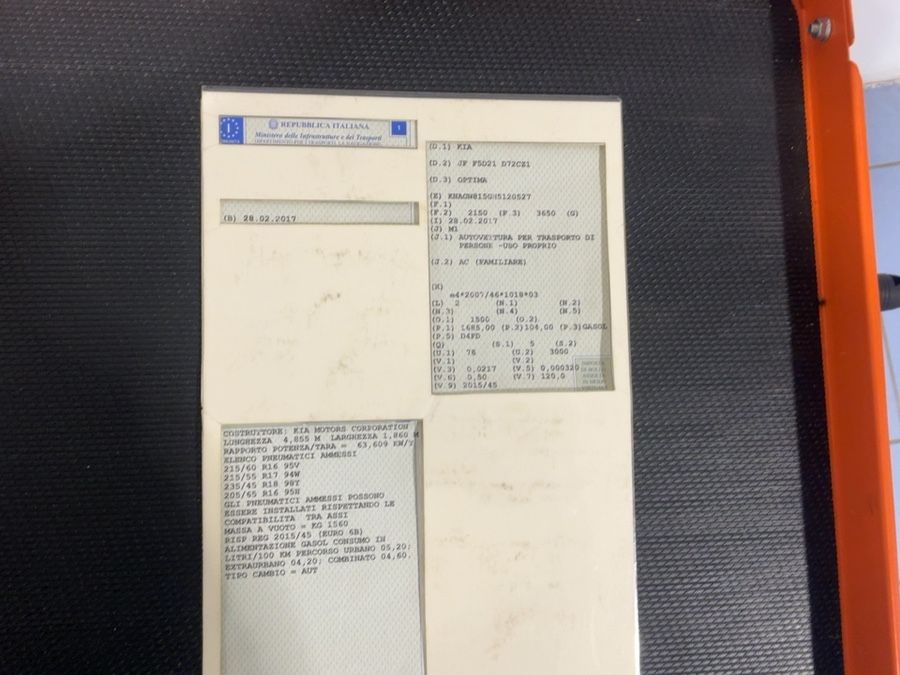 I
REPUBBLICA ITALIANA
Ministero delle Infrastrutture e dei Trasporti
1
(B) 28.02.2017
(D.1) KIA
(D.2) JF F5D21 D72CZ1
(D.3) OPTIMA
(E) KNAGW815GH5120527
(F.1)
(F.2) 2150 (F.3) 3650 (G)
(I) 28.02.2017
(J) M1
(J.1) AUTOVETTURA PER TRASPORTO DI
PERSONE -USO PROPRIO
(J.2) AC (FAMILIARE)
(K)
e4*2007/46*1018*03
(L) 2 (N.1) (N.2)
(N.3) (N.4) (N.5)
(O.1) 1500 (O.2)
(P.1) 1685,00 (P.2)104,00 (P.3)GASOL
(P.5) D4FD
(Q) (S.1) 5 (S.2)
(U.1) 76 (U.2) 3000
(V.1) (V.2)
(V.3) 0,0217 (V.5) 0,000320
(V.6) 0,50 (V.7) 120,0
(V.9) 2015/45
COSTRUTTORE: KIA MOTORS CORPORATION
LUNGHEZZA 4,855 M LARGHEZZA 1,860 M
RAPPORTO POTENZA/TARA = 63,609 KW/T
ELENCO PNEUMATICI AMMESSI
215/60 R16 95V
215/55 R17 94W
235/45 R18 98Y
205/65 R16 95H
GLI PNEUMATICI AMMESSI POSSONO
ESSERE INSTALLATI RISPETTANDO LE
COMPATIBILITA TRA ASSI
MASSA A VUOTO = KG 1560
RISP REG 2015/45 (EURO 6B)
ALIMENTAZIONE GASOL CONSUMO IN
LITRI/100 KM PERCORSO URBANO 05,20;
EXTRAURBANO 04,20; COMBINATO 04,60.
TIPO CAMBIO = AUT